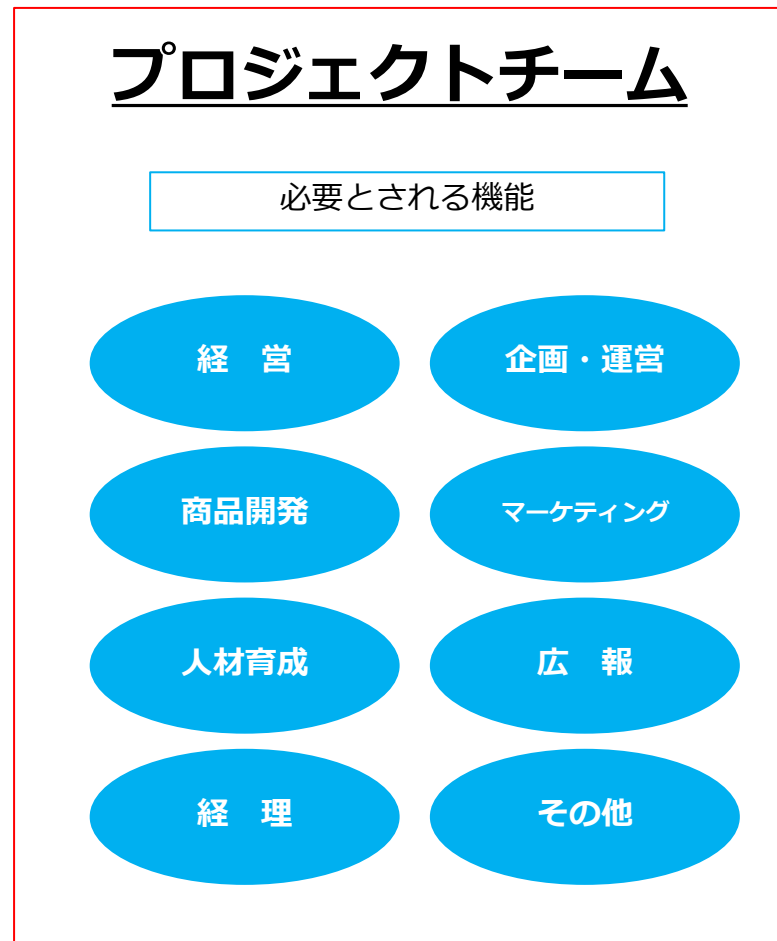 プロジェクトチーム
必要とされる機能
経　営
企画・運営
商品開発
マーケティング
人材育成
広　報
経　理
その他